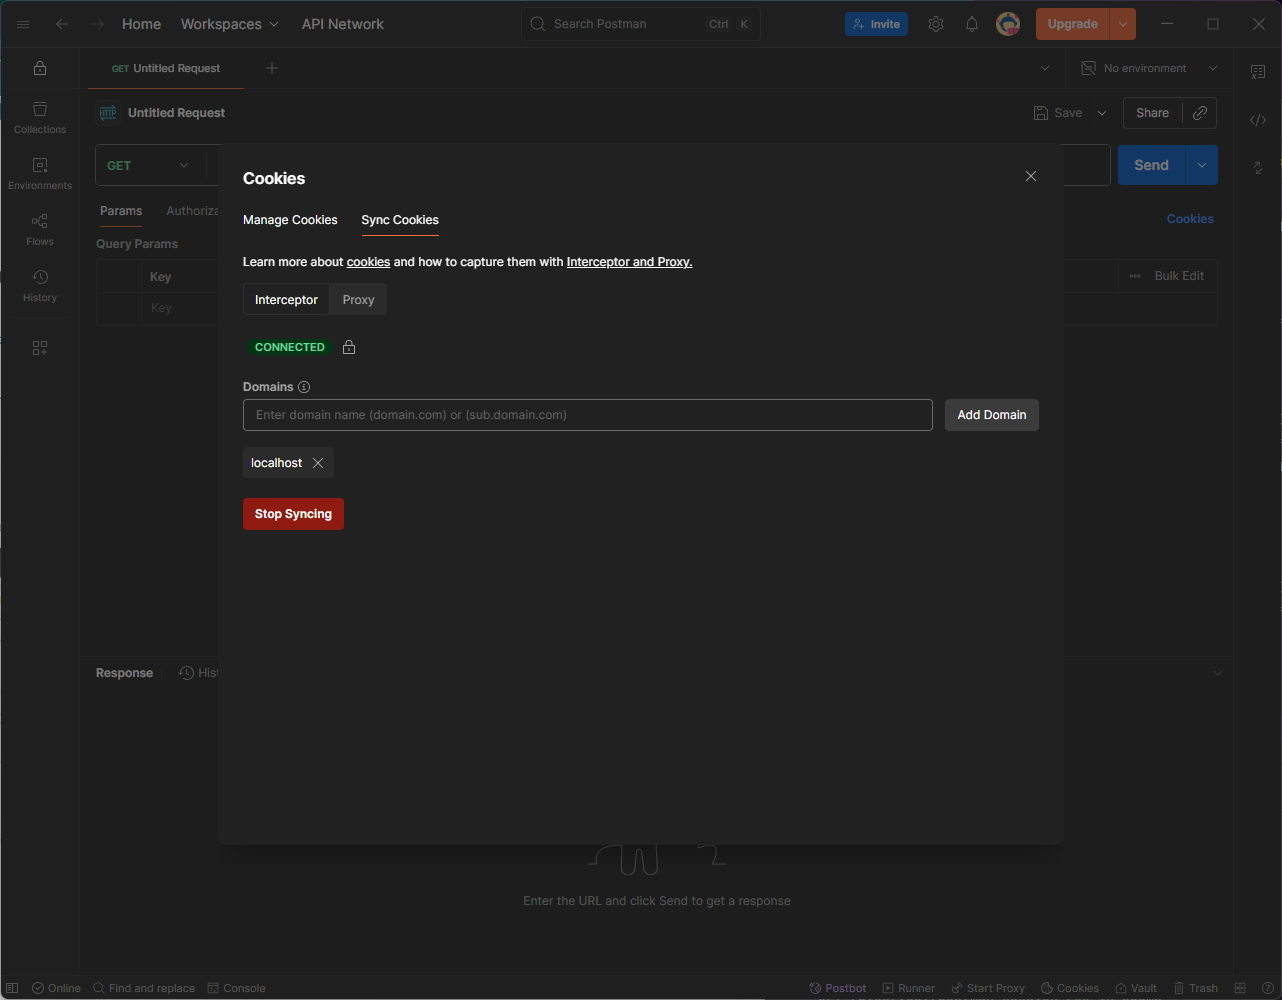 Home Workspaces API Network Search Postman Ctrl K Invite Upgrade
GET Untitled Request No environment
HTTP Untitled Request Save Share
Collections
Environments
Flows
History
GET Send
Params Authoriza Cookies
Query Params
Key Bulk Edit
Key
Cookies
Manage Cookies Sync Cookies
Learn more about cookies and how to capture them with Interceptor and Proxy.
Interceptor Proxy
CONNECTED
Domains
Enter domain name (domain.com) or (sub.domain.com) Add Domain
localhost
Stop Syncing
Response His
Enter the URL and click Send to get a response
Online Find and replace Console Postbot Runner Start Proxy Cookies Vault Trash